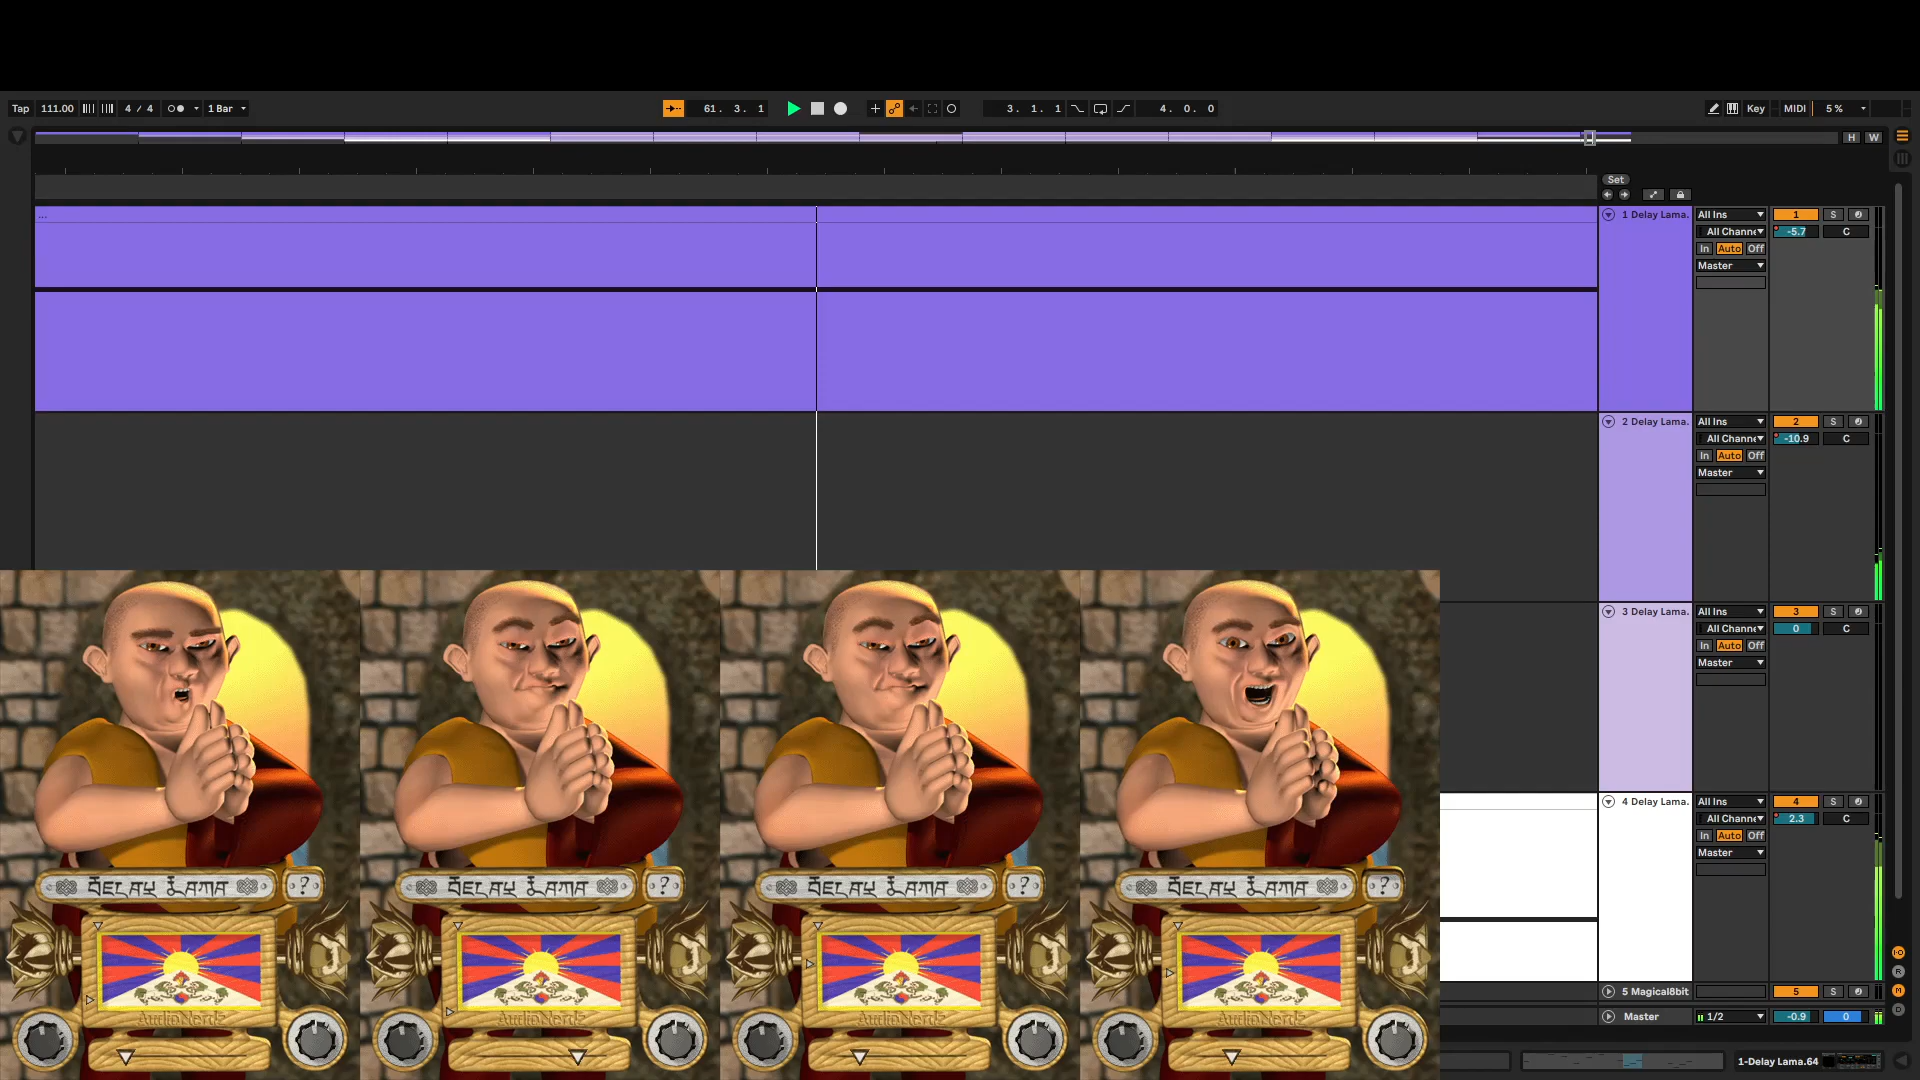 Tap 111.00 4 / 4 1 Bar 61. 3. 1 3. 1. 1 4. 0. 0 Key MIDI 5 %
H W
Set
...
1 Delay Lama. All Ins 1 S
All Channe -5.7 C
In Auto Off
Master
2 Delay Lama. All Ins 2 S
All Channe -10.9 C
In Auto Off
Master
3 Delay Lama. All Ins 3 S
All Channe 0 C
In Auto Off
Master
4 Delay Lama. All Ins 4 S
All Channe 2.3 C
In Auto Off
Master
DELAY LAMA ? DELAY LAMA ? DELAY LAMA ? DELAY LAMA ?
I·O
R
5 Magical8bit 5 S M
D
Master 1/2 -0.9 0
AudioNerdz AudioNerdz AudioNerdz AudioNerdz
1-Delay Lama.64